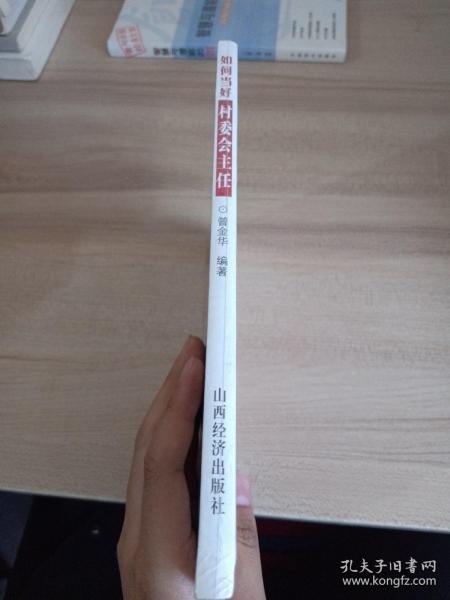 如何当好
村委会主任
⊙曾金华 编著
山西经济出版社
孔夫子旧书网
www.kongfz.com